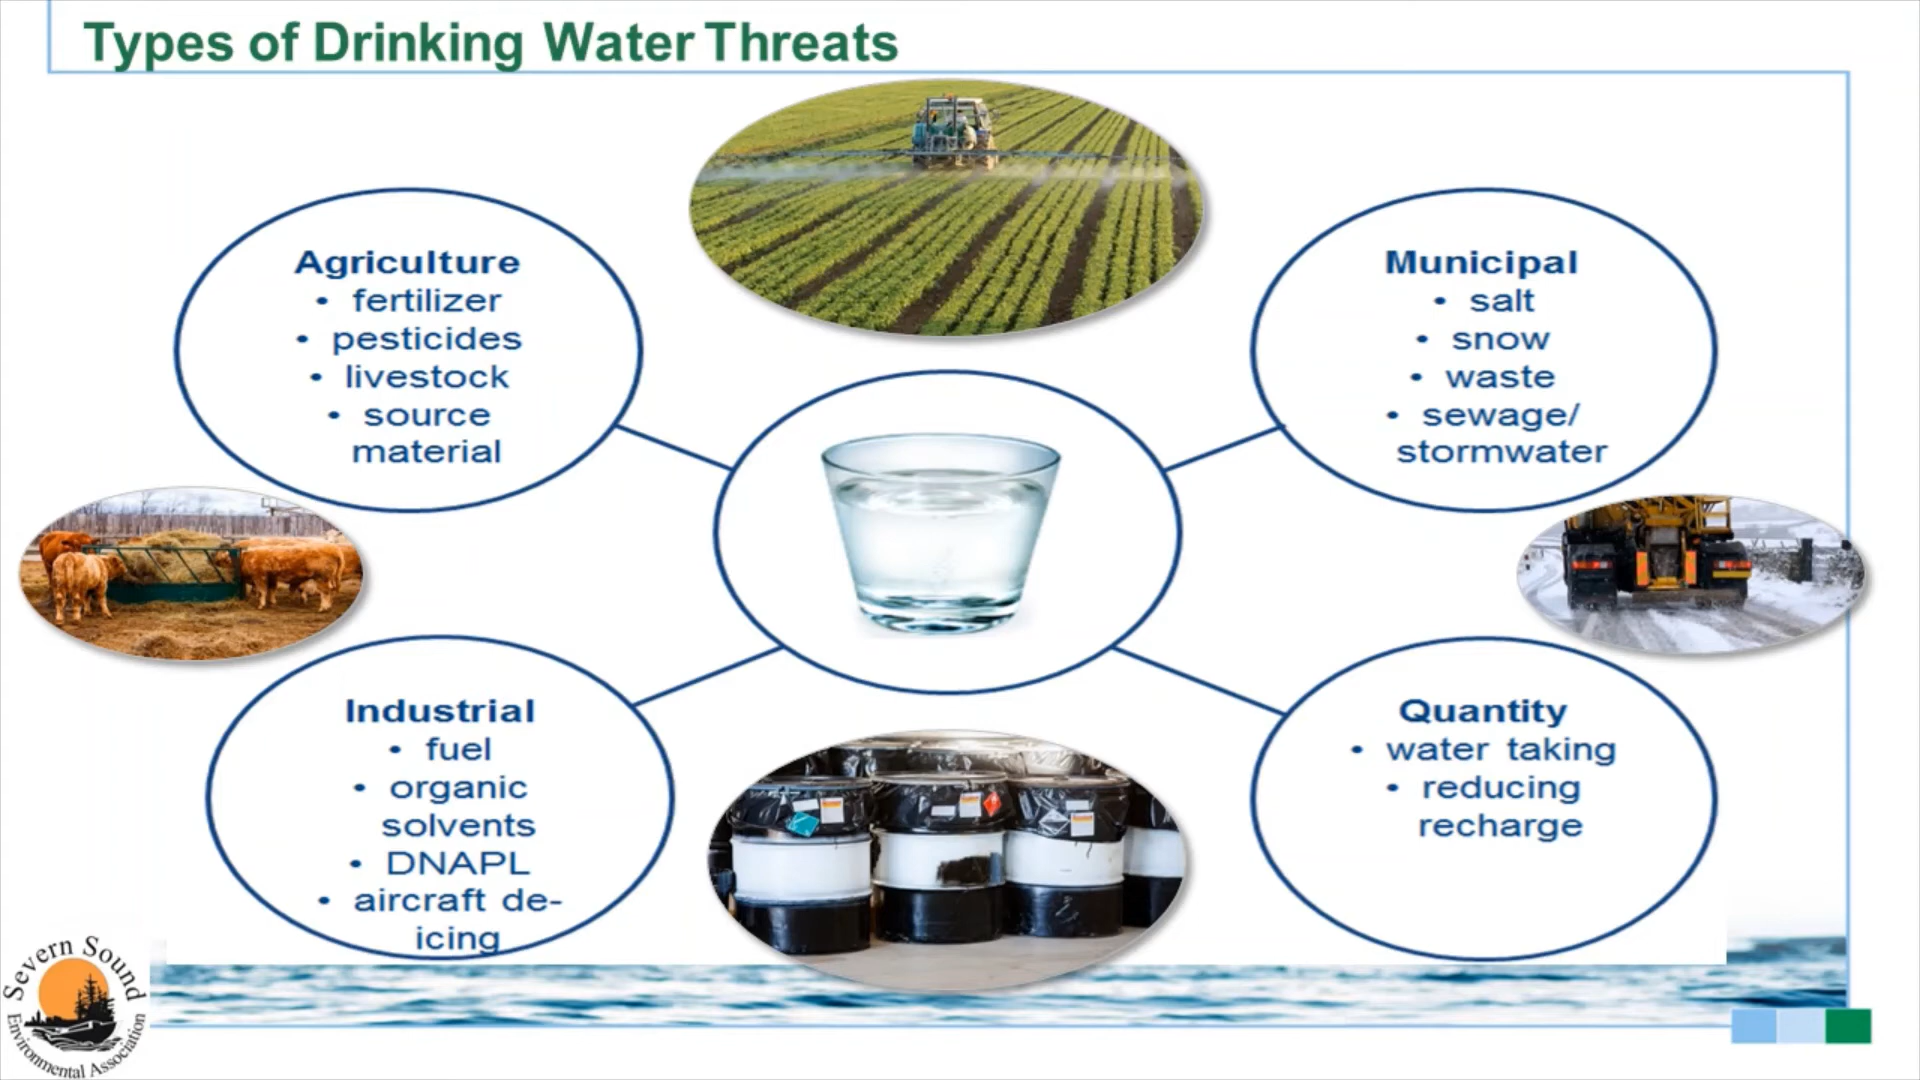 Types of Drinking Water Threats
Agriculture
• fertilizer
• pesticides
• livestock
• source
material
Municipal
• salt
• snow
• waste
• sewage/
stormwater
Industrial
• fuel
• organic
solvents
• DNAPL
• aircraft de-
icing
Quantity
• water taking
• reducing
recharge
Severn Sound
Environmental Association